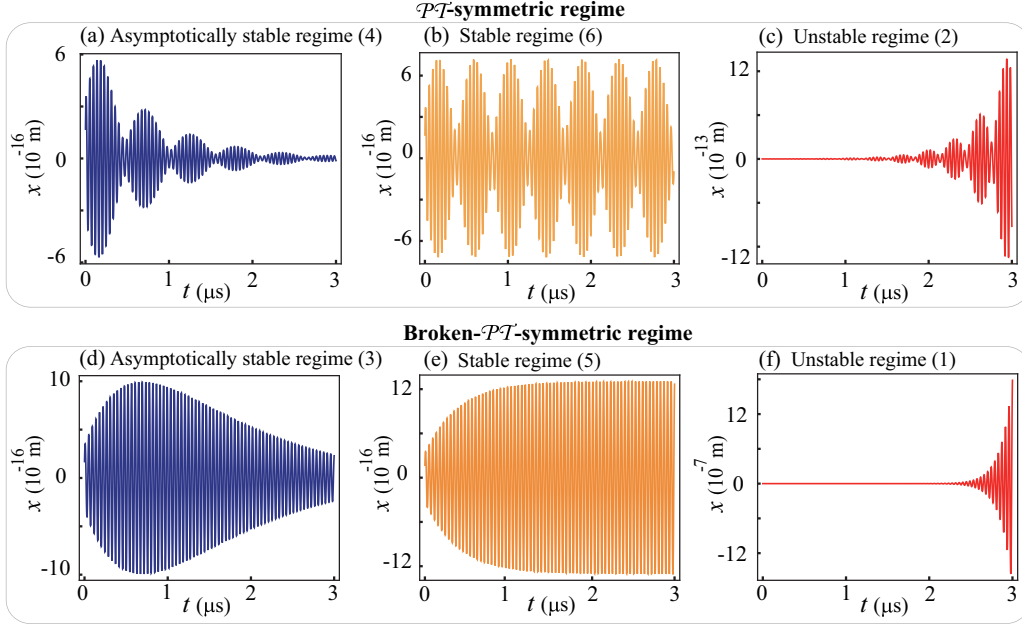 PT-symmetric regime
(a) Asymptotically stable regime (4)
(b) Stable regime (6)
(c) Unstable regime (2)
6
3
0
-6
x (10^-16 m)
0 1 2 3
t (μs)
6
0
-6
x (10^-16 m)
0 1 2 3
t (μs)
12
0
-12
x (10^-13 m)
0 1 2 3
t (μs)
Broken-PT-symmetric regime
(d) Asymptotically stable regime (3)
(e) Stable regime (5)
(f) Unstable regime (1)
10
0
-10
x (10^-16 m)
0 1 2 3
t (μs)
12
0
-12
x (10^-16 m)
0 1 2 3
t (μs)
12
0
-12
x (10^-7 m)
0 1 2 3
t (μs)